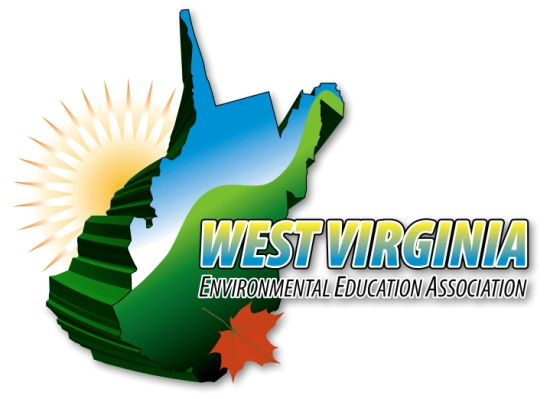 WEST VIRGINIA
ENVIRONMENTAL EDUCATION ASSOCIATION